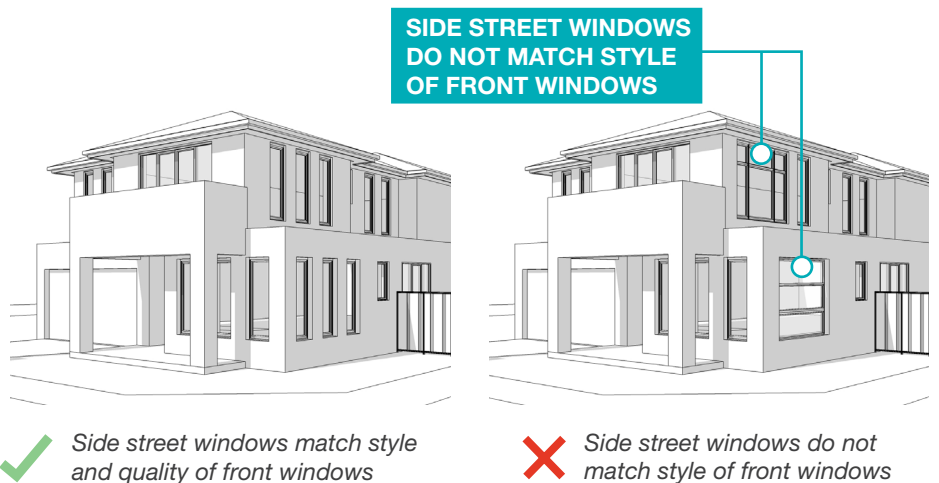 SIDE STREET WINDOWS
DO NOT MATCH STYLE
OF FRONT WINDOWS
Side street windows match style
and quality of front windows
Side street windows do not
match style of front windows